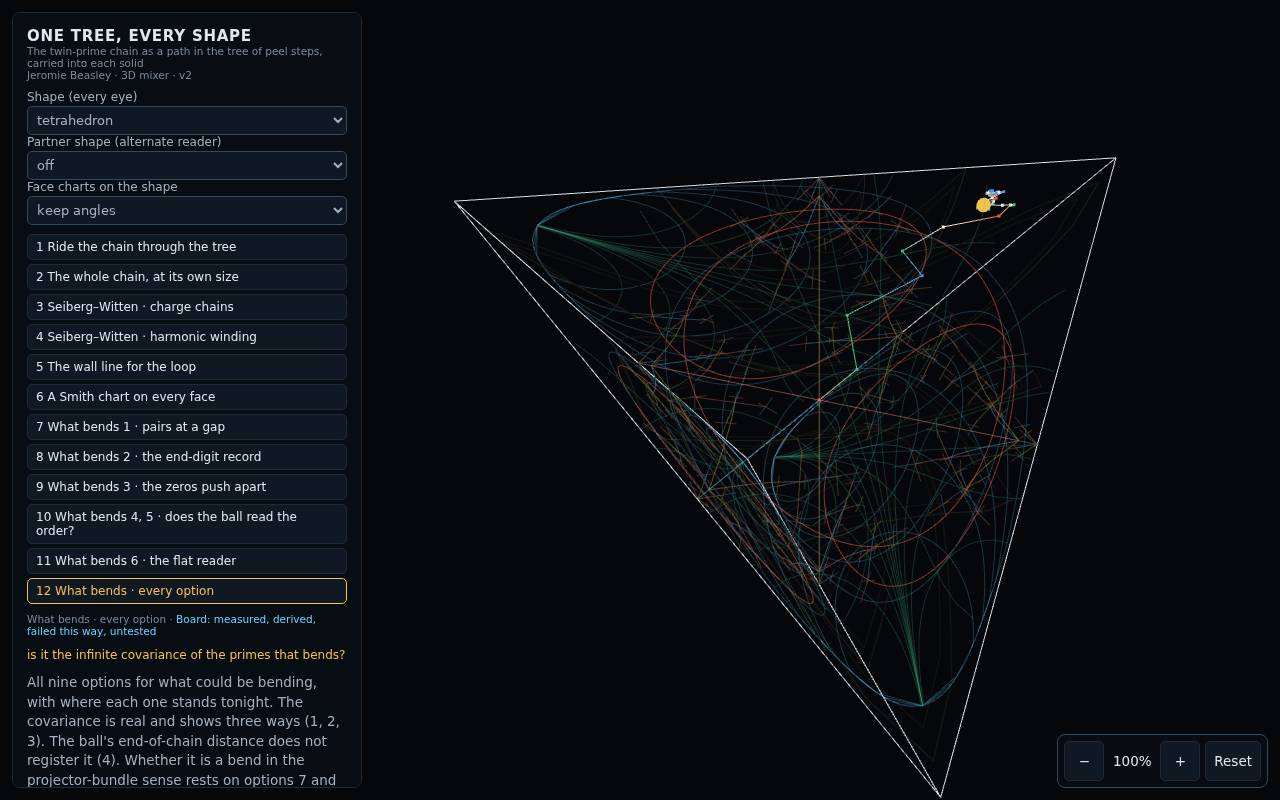 ONE TREE, EVERY SHAPE
The twin-prime chain as a path in the tree of peel steps,
carried into each solid
Jeromie Beasley · 3D mixer · v2
Shape (every eye)
tetrahedron
Partner shape (alternate reader)
off
Face charts on the shape
keep angles
1 Ride the chain through the tree
2 The whole chain, at its own size
3 Seiberg–Witten · charge chains
4 Seiberg–Witten · harmonic winding
5 The wall line for the loop
6 A Smith chart on every face
7 What bends 1 · pairs at a gap
8 What bends 2 · the end-digit record
9 What bends 3 · the zeros push apart
10 What bends 4, 5 · does the ball read the
order?
11 What bends 6 · the flat reader
12 What bends · every option
What bends · every option · Board: measured, derived,
failed this way, untested
is it the infinite covariance of the primes that bends?
All nine options for what could be bending,
with where each one stands tonight. The
covariance is real and shows three ways (1, 2,
3). The ball's end-of-chain distance does not
register it (4). Whether it is a bend in the
projector-bundle sense rests on options 7 and
− 100% + Reset